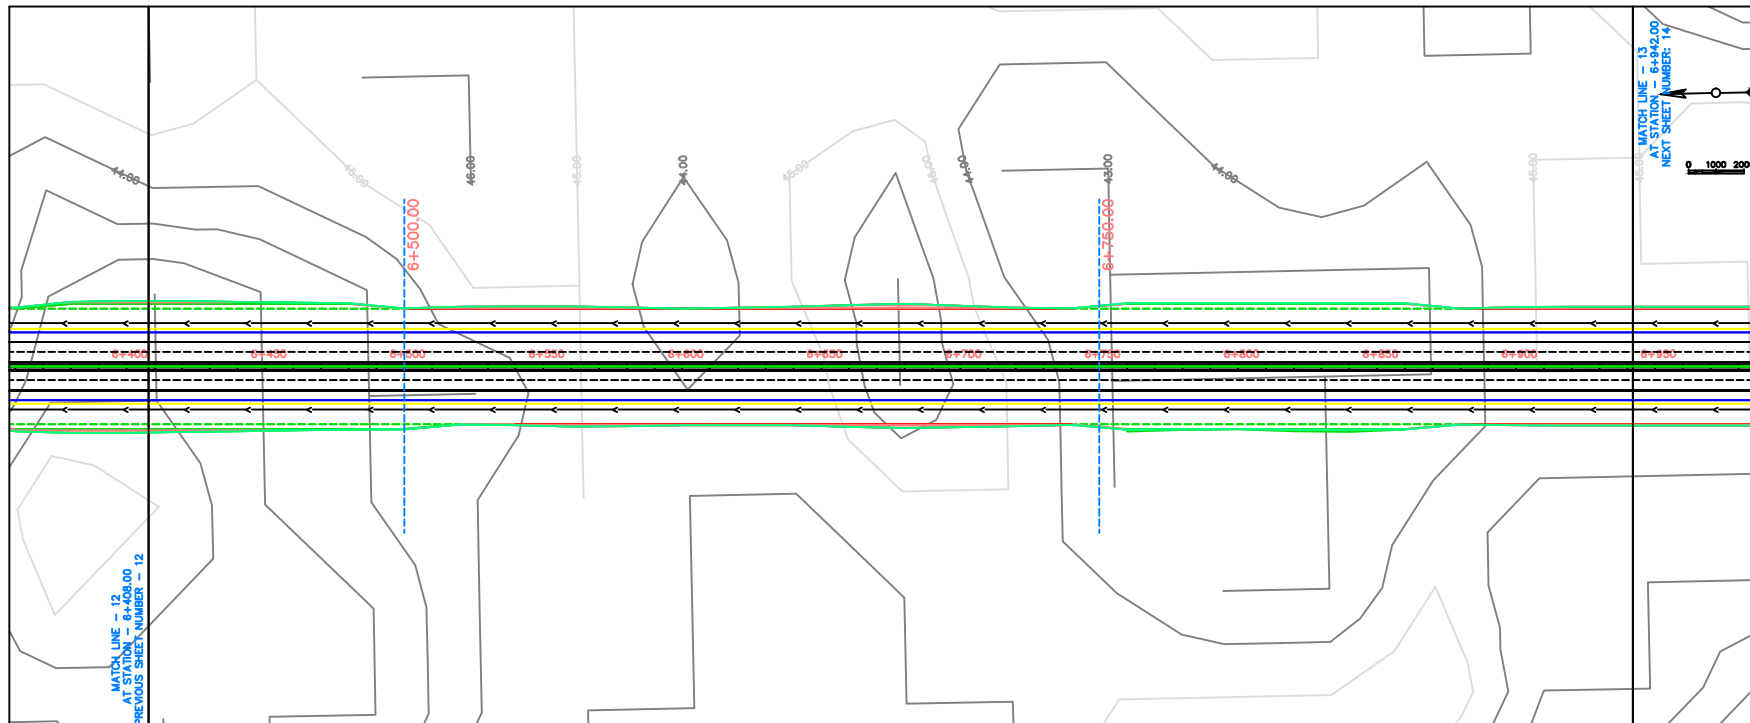 MATCH LINE - 13
AT STATION - 6+942.00
NEXT SHEET NUMBER: 14
0 1000 200
44.00
45.00
46.00
45.00
44.00
45.00
45.00
44.00
43.00
44.00
45.00
45.00
6+500.00
6+750.00
6+400 6+450 6+500 6+550 6+600 6+650 6+700 6+750 6+800 6+850 6+900 6+950
MATCH LINE - 12
AT STATION - 6+408.00
PREVIOUS SHEET NUMBER - 12